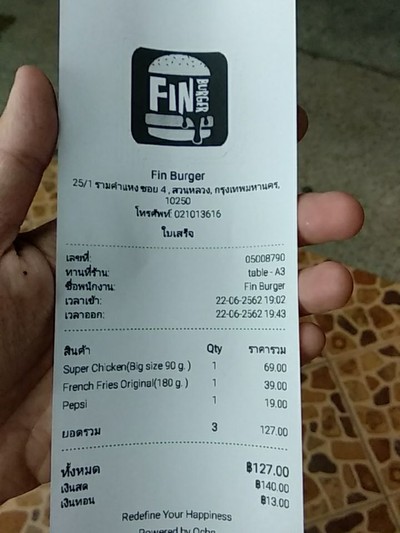 FIN BURGER
Fin Burger
25/1 รามคำแหง ซอย 4 , สวนหลวง, กรุงเทพมหานคร,
10250
โทรศัพท์: 021013616
ใบเสร็จ
เลขที่: 05008790
ทานที่ร้าน: table - A3
ชื่อพนักงาน: Fin Burger
เวลาเข้า: 22-06-2562 19:02
เวลาออก: 22-06-2562 19:43
สินค้า Qty ราคารวม
Super Chicken(Big size 90 g. ) 1 69.00
French Fries Original(180 g. ) 1 39.00
Pepsi 1 19.00
ยอดรวม 3 127.00
ทั้งหมด ฿127.00
เงินสด ฿140.00
เงินทอน ฿13.00
Redefine Your Happiness
Powered by Ocha